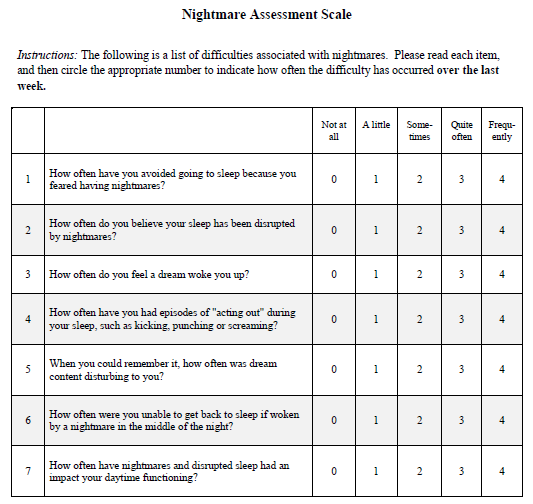 Nightmare Assessment Scale
Instructions: The following is a list of difficulties associated with nightmares. Please read each item,
and then circle the appropriate number to indicate how often the difficulty has occurred over the last
week.
Not at all A little Some-times Quite often Frequ-ently
1 How often have you avoided going to sleep because you
feared having nightmares? 0 1 2 3 4
2 How often do you believe your sleep has been disrupted
by nightmares? 0 1 2 3 4
3 How often do you feel a dream woke you up? 0 1 2 3 4
4 How often have you had episodes of "acting out" during
your sleep, such as kicking, punching or screaming? 0 1 2 3 4
5 When you could remember it, how often was dream
content disturbing to you? 0 1 2 3 4
6 How often were you unable to get back to sleep if woken
by a nightmare in the middle of the night? 0 1 2 3 4
7 How often have nightmares and disrupted sleep had an
impact your daytime functioning? 0 1 2 3 4